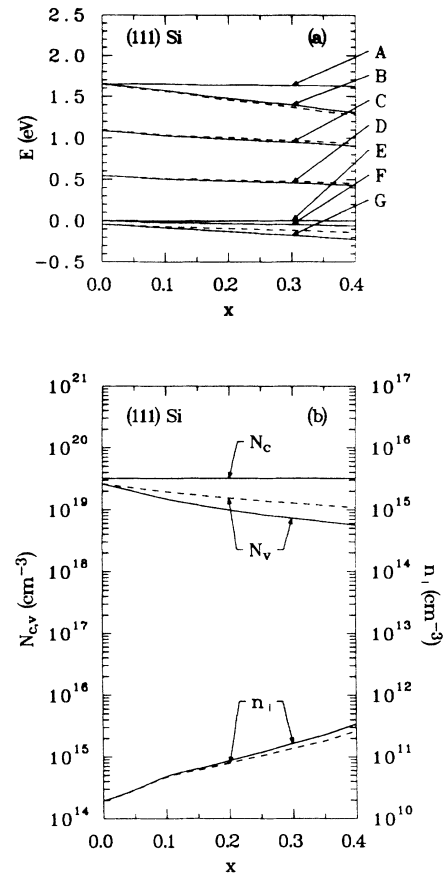 (111) Si
(a)
2.5
2.0
1.5
1.0
0.5
0.0
−0.5
E (eV)
A
B
C
D
E
F
G
0.0
0.1
0.2
0.3
0.4
x
(111) Si
(b)
10^21
10^20
10^19
10^18
10^17
10^16
10^15
10^14
N_c,v (cm^−3)
N_c
N_v
n_i
10^17
10^16
10^15
10^14
10^13
10^12
10^11
10^10
n_i (cm^−3)
0.0
0.1
0.2
0.3
0.4
x